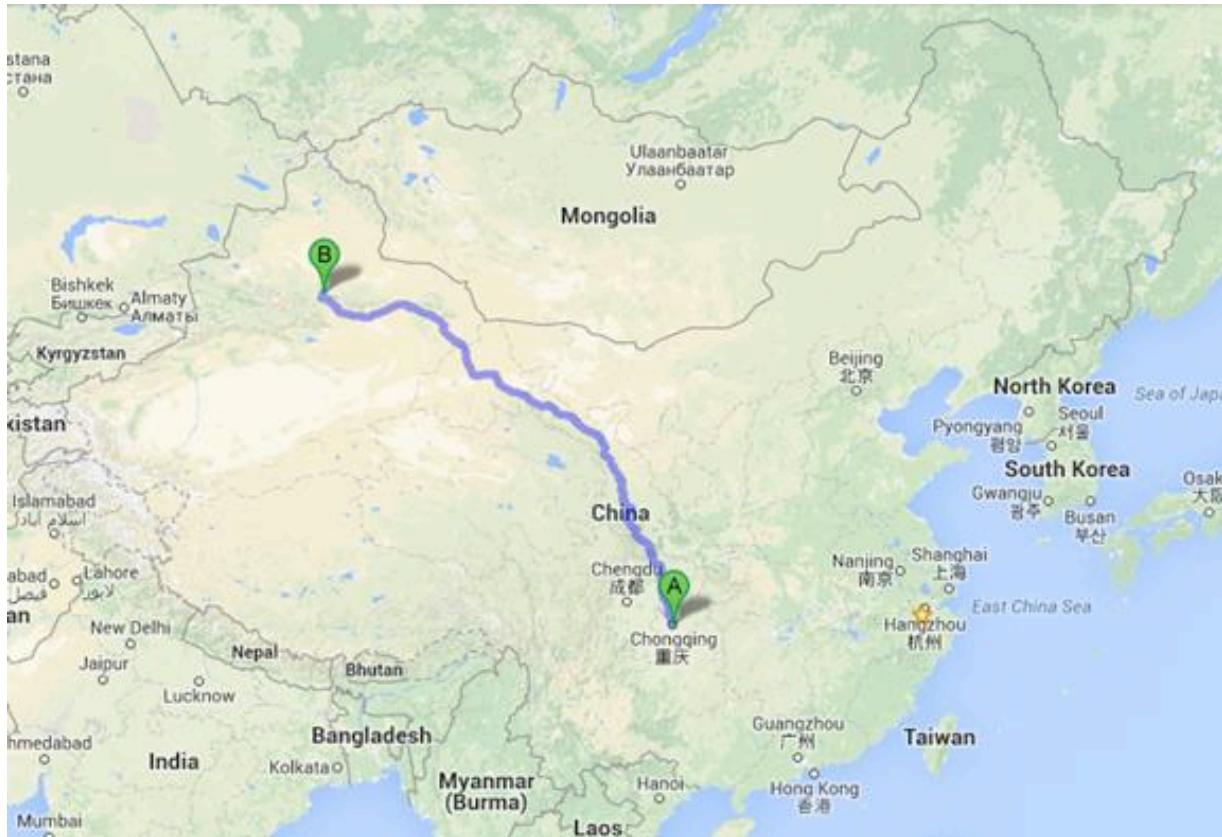 stana
стана
Ulaanbaatar
Улаанбаатар
Mongolia
B
Bishkek
Бишкек
Almaty
Алматы
Kyrgyzstan
Beijing
北京
North Korea
Sea of Japa
Pyongyang
평양
Seoul
서울
kistan
South Korea
Osak
大阪
Gwangju
광주
Busan
부산
Islamabad
اسلام آباد
China
Chengdu
成都
A
Nanjing
南京
Shanghai
上海
abad
فيصل
Lahore
لاہور
an
East China Sea
Hangzhou
杭州
New Delhi
Chongqing
重庆
Nepal
Jaipur
Bhutan
Lucknow
Guangzhou
广州
Taiwan
Bangladesh
hmedabad
India
Kolkata
Myanmar
(Burma)
Hanoi
Hong Kong
香港
Mumbai
Laos